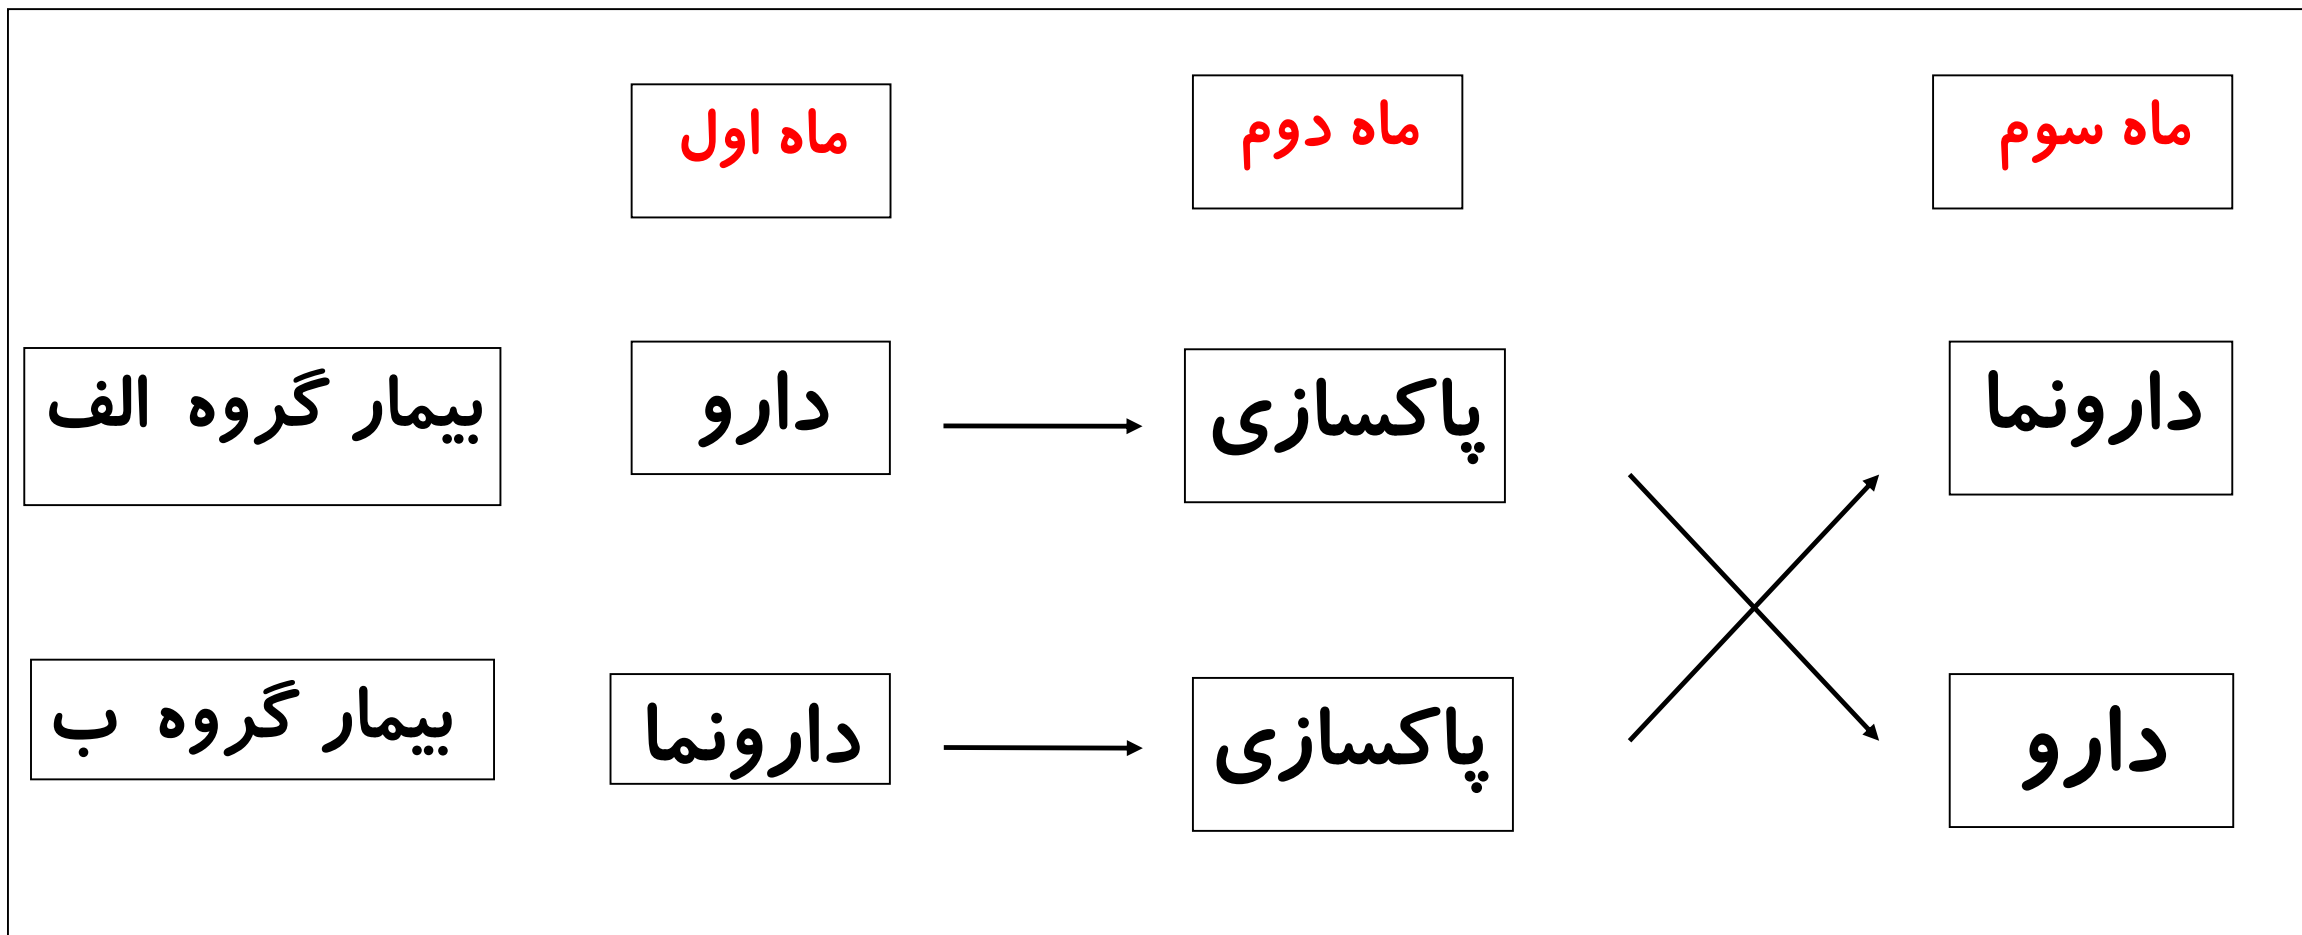 ماه اول
ماه دوم
ماه سوم
بیمار گروه الف
دارو
پاکسازی
دارونما
بیمار گروه ب
دارونما
پاکسازی
دارو